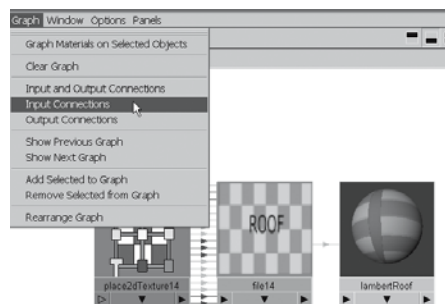 Graph Window Options Panels
Graph Materials on Selected Objects
Clear Graph
Input and Output Connections
Input Connections
Output Connections
Show Previous Graph
Show Next Graph
Add Selected to Graph
Remove Selected from Graph
Rearrange Graph
ROOF
place2dTexture14
file14
lambertRoof